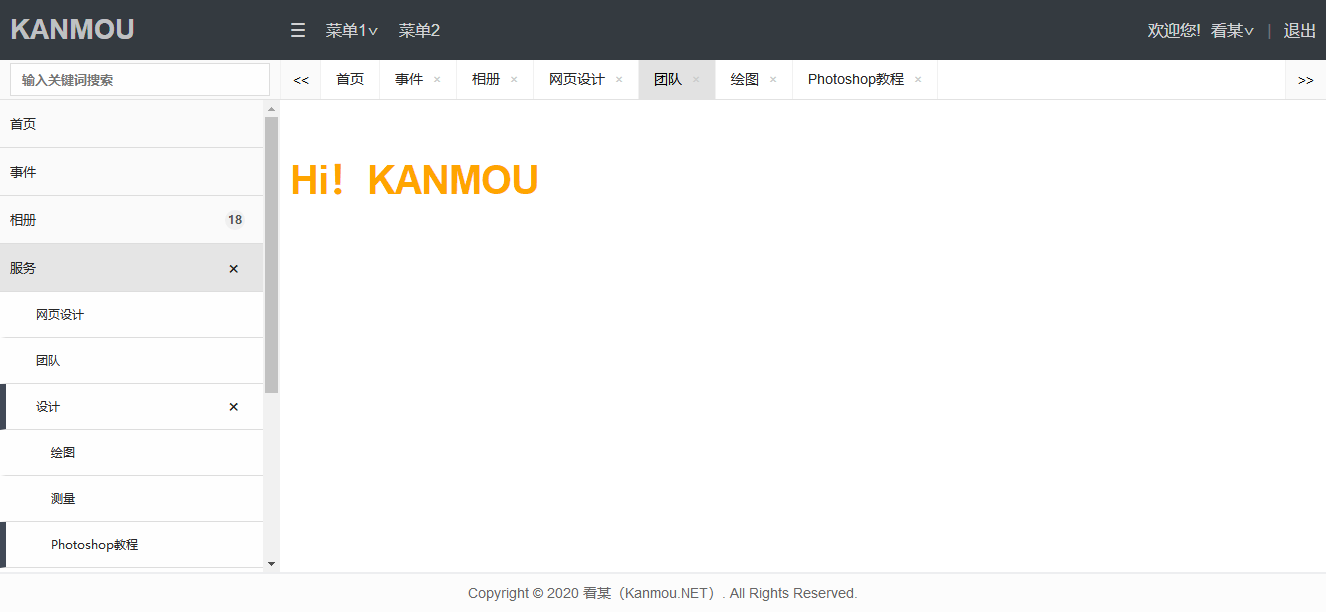 KANMOU ☰ 菜单1∨ 菜单2 欢迎您! 看某∨ | 退出
输入关键词搜索 << 首页 事件 × 相册 × 网页设计 × 团队 × 绘图 × Photoshop教程 × >>
首页
事件
相册 18
服务 ✕
网页设计
团队
设计 ✕
绘图
测量
Photoshop教程
Hi！KANMOU
Copyright © 2020 看某（Kanmou.NET）. All Rights Reserved.